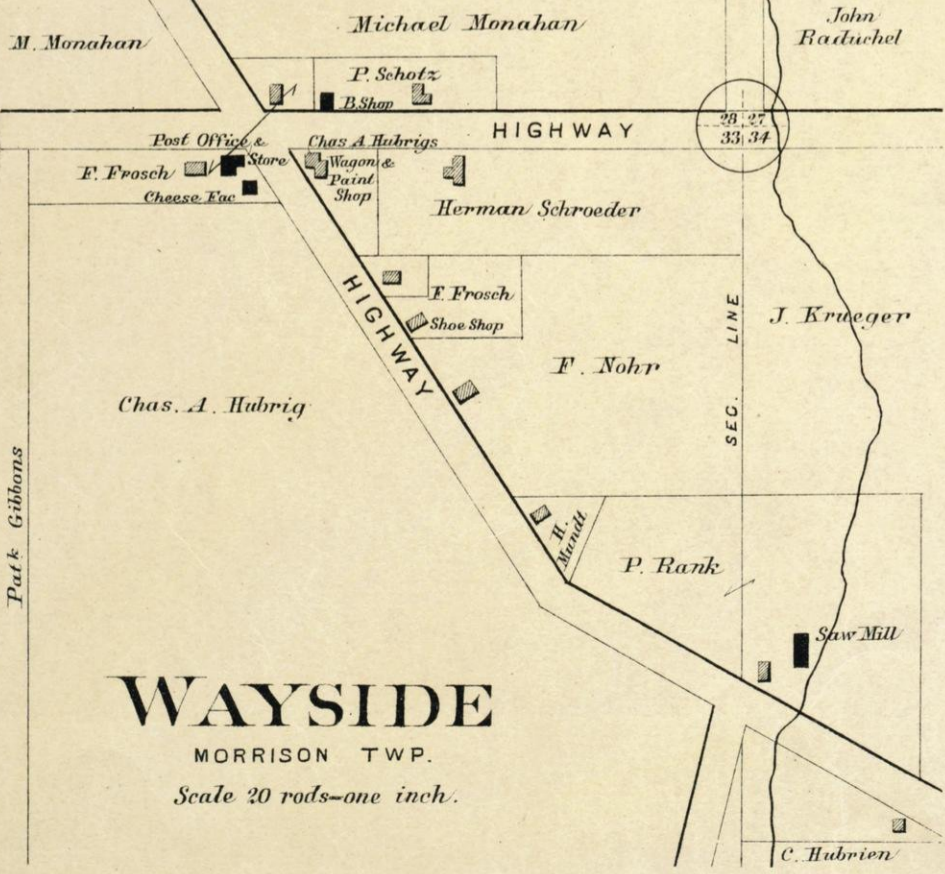 M. Monahan
Michael Monahan
John
Raduchel
P. Schotz
B. Shop
HIGHWAY
28 27
33 34
Post Office &
Store
Chas A Hubrigs
Wagon &
Paint
Shop
F. Frosch
Cheese Fac
Herman Schroeder
HIGHWAY
F. Frosch
Shoe Shop
SEC. LINE
J. Krueger
F. Nohr
Chas. A. Hubrig
Patk Gibbons
H.
Mundt
P. Rank
Saw Mill
WAYSIDE
MORRISON TWP.
Scale 20 rods=one inch.
C. Hubrien